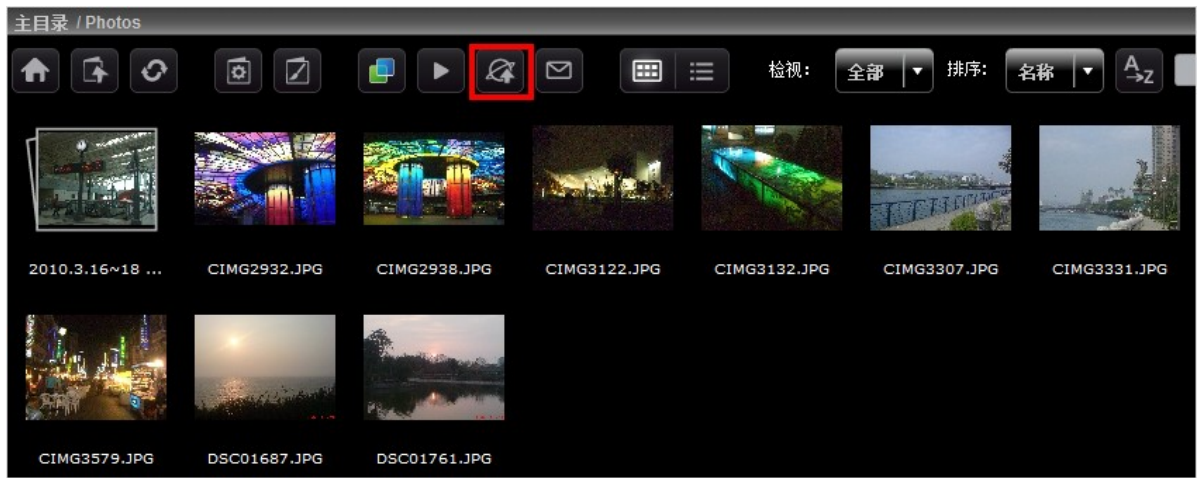 主目录 / Photos
检视: 全部 排序: 名称 A→Z
2010.3.16~18 ... CIMG2932.JPG CIMG2938.JPG CIMG3122.JPG CIMG3132.JPG CIMG3307.JPG CIMG3331.JPG
CIMG3579.JPG DSC01687.JPG DSC01761.JPG